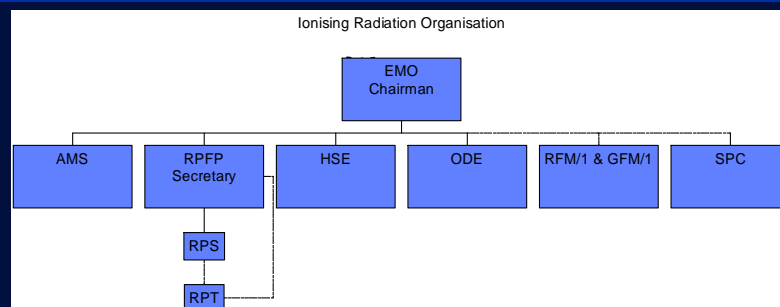 Ionising Radiation Organisation
EMO
Chairman
AMS
RPFP
Secretary
HSE
ODE
RFM/1 & GFM/1
SPC
RPS
RPT